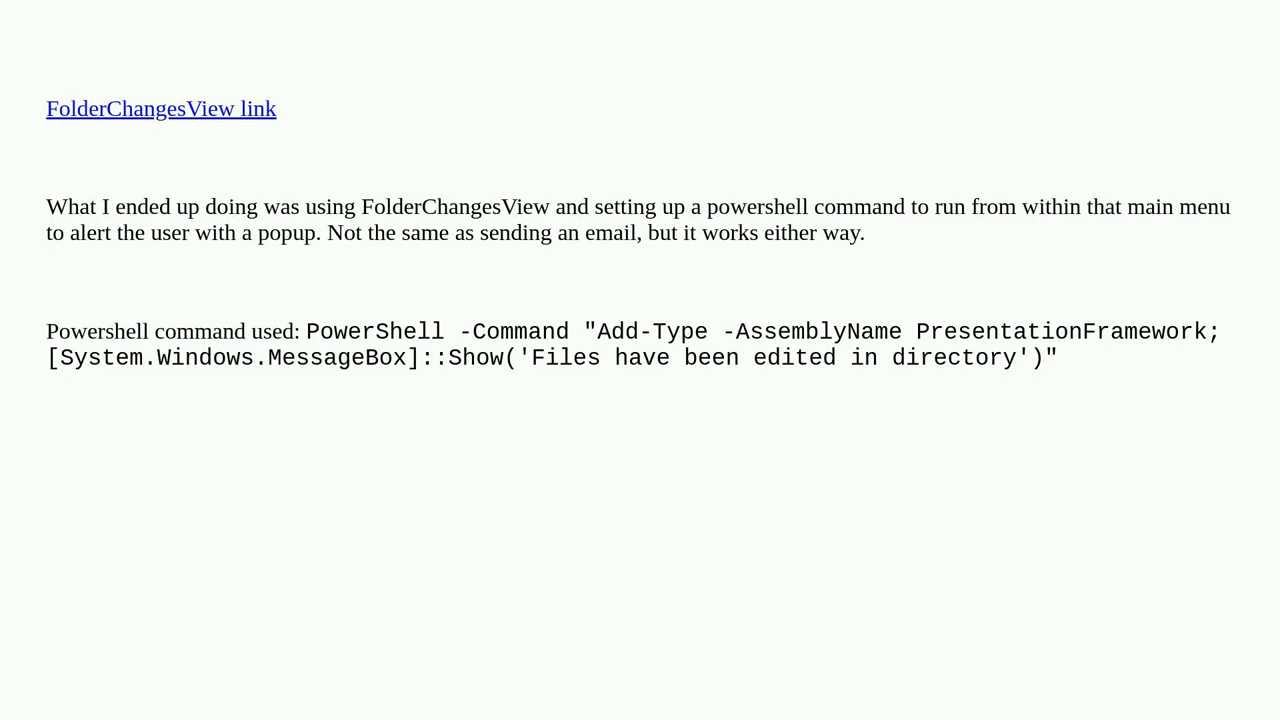 FolderChangesView link
What I ended up doing was using FolderChangesView and setting up a powershell command to run from within that main menu
to alert the user with a popup. Not the same as sending an email, but it works either way.
Powershell command used: PowerShell -Command "Add-Type -AssemblyName PresentationFramework;
[System.Windows.MessageBox]::Show('Files have been edited in directory')"